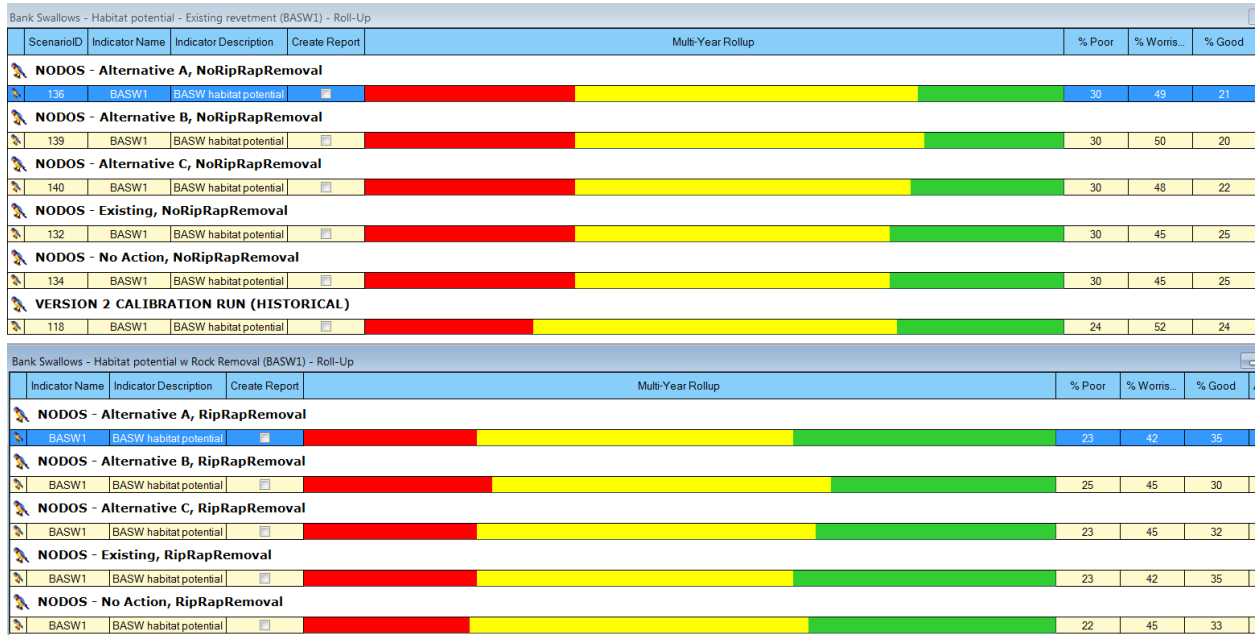 Bank Swallows - Habitat potential - Existing revetment (BASW1) - Roll-Up
ScenarioID Indicator Name Indicator Description Create Report Multi-Year Rollup % Poor % Worris... % Good
NODOS - Alternative A, NoRipRapRemoval
136 BASW1 BASW habitat potential 30 49 21
NODOS - Alternative B, NoRipRapRemoval
139 BASW1 BASW habitat potential 30 50 20
NODOS - Alternative C, NoRipRapRemoval
140 BASW1 BASW habitat potential 30 48 22
NODOS - Existing, NoRipRapRemoval
132 BASW1 BASW habitat potential 30 45 25
NODOS - No Action, NoRipRapRemoval
134 BASW1 BASW habitat potential 30 45 25
VERSION 2 CALIBRATION RUN (HISTORICAL)
118 BASW1 BASW habitat potential 24 52 24
Bank Swallows - Habitat potential w Rock Removal (BASW1) - Roll-Up
Indicator Name Indicator Description Create Report Multi-Year Rollup % Poor % Worris... % Good
NODOS - Alternative A, RipRapRemoval
BASW1 BASW habitat potential 23 42 35
NODOS - Alternative B, RipRapRemoval
BASW1 BASW habitat potential 25 45 30
NODOS - Alternative C, RipRapRemoval
BASW1 BASW habitat potential 23 45 32
NODOS - Existing, RipRapRemoval
BASW1 BASW habitat potential 23 42 35
NODOS - No Action, RipRapRemoval
BASW1 BASW habitat potential 22 45 33